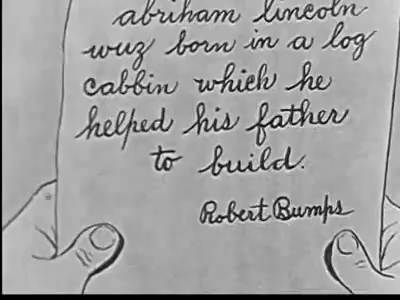 abriham lincoln
wuz born in a log
cabbin which he
helped his father
to build.
Robert Bumps